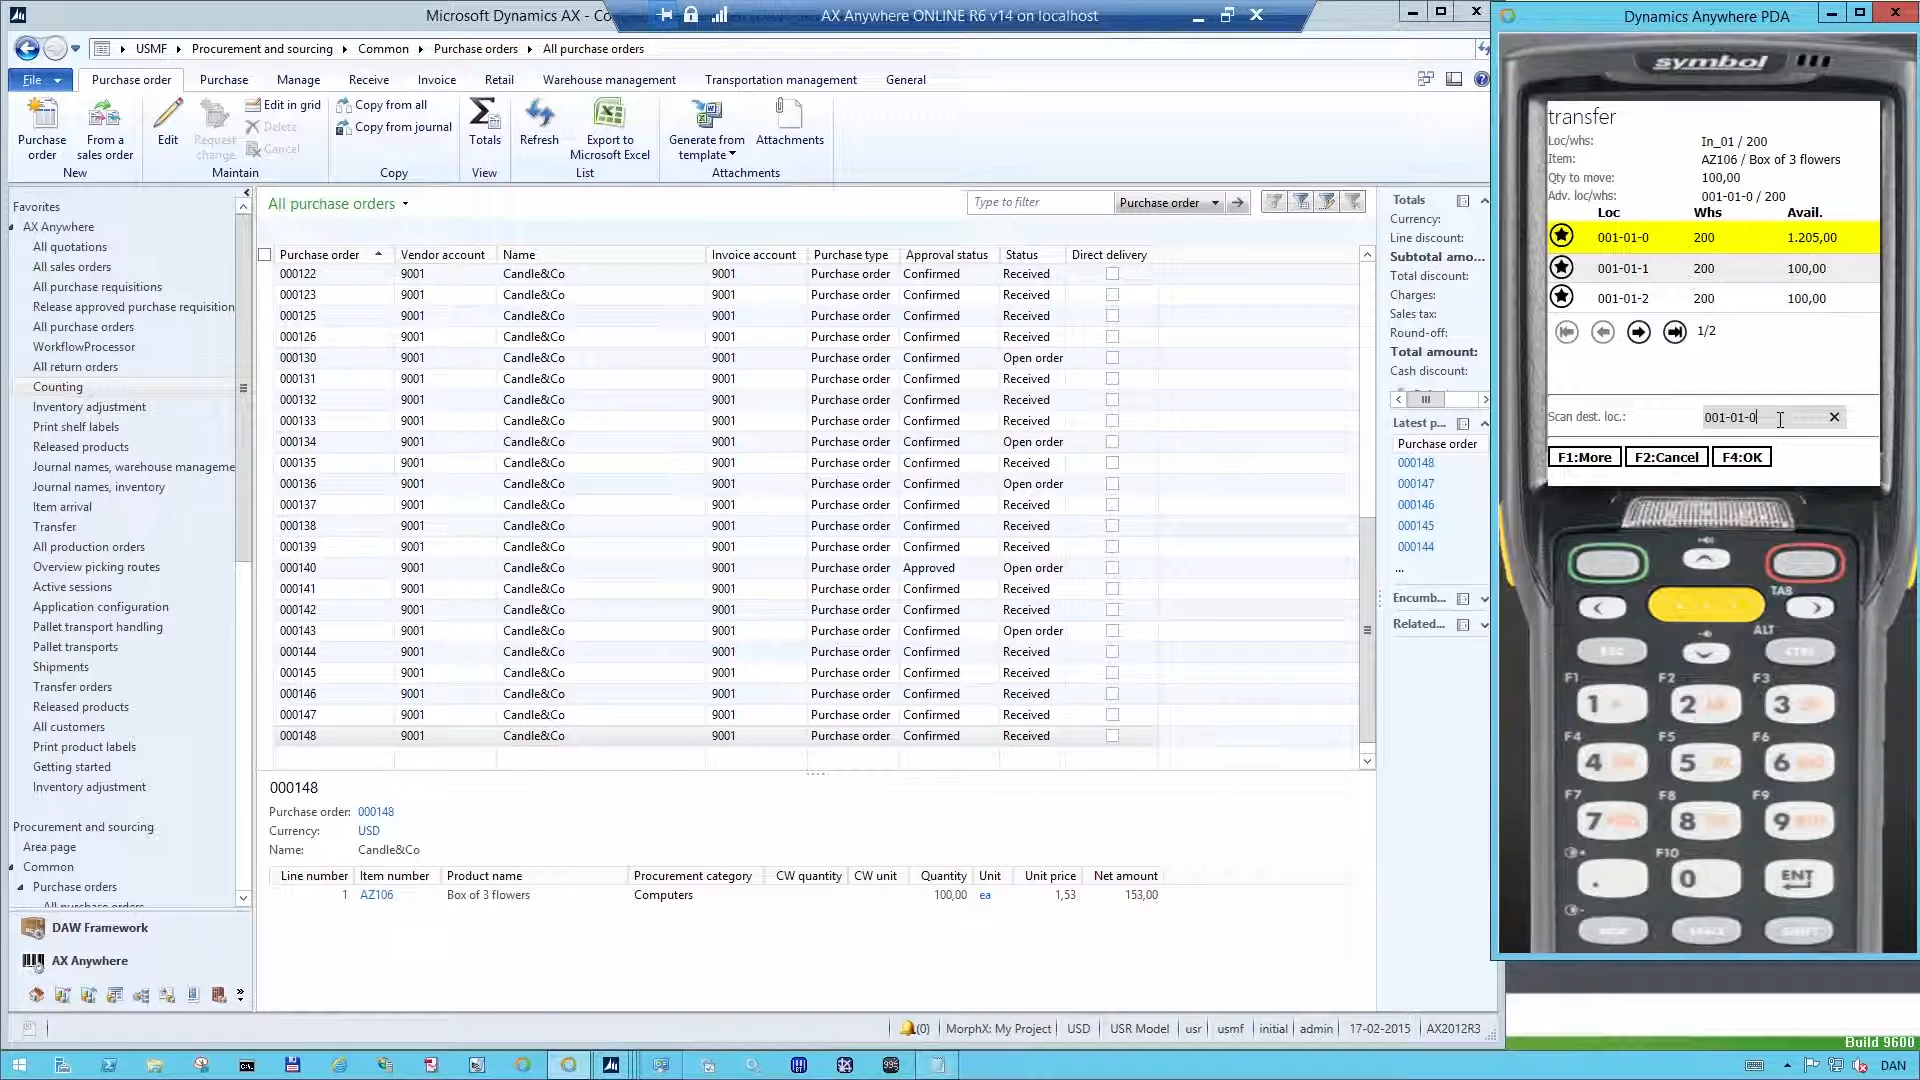 Microsoft Dynamics AX - Co
AX Anywhere ONLINE R6 v14 on localhost
USMF
Procurement and sourcing
Common
Purchase orders
All purchase orders
File
Purchase order
Purchase
Manage
Receive
Invoice
Retail
Warehouse management
Transportation management
General
Purchase order
From a sales order
New
Edit
Request change
Edit in grid
Delete
Cancel
Maintain
Copy from all
Copy from journal
Copy
Totals
View
Refresh
Export to Microsoft Excel
List
Generate from template
Attachments
Attachments
Favorites
AX Anywhere
All quotations
All sales orders
All purchase requisitions
Release approved purchase requisition
All purchase orders
WorkflowProcessor
All return orders
Counting
Inventory adjustment
Print shelf labels
Released products
Journal names, warehouse manageme
Journal names, inventory
Item arrival
Transfer
All production orders
Overview picking routes
Active sessions
Application configuration
Pallet transport handling
Pallet transports
Shipments
Transfer orders
Released products
All customers
Print product labels
Getting started
Inventory adjustment
Procurement and sourcing
Area page
Common
Purchase orders
All purchase orders
DAW Framework
AX Anywhere
All purchase orders
Type to filter
Purchase order
Purchase order Vendor account Name Invoice account Purchase type Approval status Status Direct delivery
000122 9001 Candle&Co 9001 Purchase order Confirmed Received
000123 9001 Candle&Co 9001 Purchase order Confirmed Received
000125 9001 Candle&Co 9001 Purchase order Confirmed Received
000126 9001 Candle&Co 9001 Purchase order Confirmed Received
000130 9001 Candle&Co 9001 Purchase order Confirmed Open order
000131 9001 Candle&Co 9001 Purchase order Confirmed Received
000132 9001 Candle&Co 9001 Purchase order Confirmed Received
000133 9001 Candle&Co 9001 Purchase order Confirmed Received
000134 9001 Candle&Co 9001 Purchase order Confirmed Open order
000135 9001 Candle&Co 9001 Purchase order Confirmed Received
000136 9001 Candle&Co 9001 Purchase order Confirmed Open order
000137 9001 Candle&Co 9001 Purchase order Confirmed Received
000138 9001 Candle&Co 9001 Purchase order Confirmed Received
000139 9001 Candle&Co 9001 Purchase order Confirmed Received
000140 9001 Candle&Co 9001 Purchase order Approved Open order
000141 9001 Candle&Co 9001 Purchase order Confirmed Received
000142 9001 Candle&Co 9001 Purchase order Confirmed Received
000143 9001 Candle&Co 9001 Purchase order Confirmed Open order
000144 9001 Candle&Co 9001 Purchase order Confirmed Received
000145 9001 Candle&Co 9001 Purchase order Confirmed Received
000146 9001 Candle&Co 9001 Purchase order Confirmed Received
000147 9001 Candle&Co 9001 Purchase order Confirmed Received
000148 9001 Candle&Co 9001 Purchase order Confirmed Received
000148
Purchase order: 000148
Currency: USD
Name: Candle&Co
Line number Item number Product name Procurement category CW quantity CW unit Quantity Unit Unit price Net amount
1 AZ106 Box of 3 flowers Computers 100,00 ea 1,53 153,00
Totals
Currency:
Line discount:
Subtotal amo...
Total discount:
Charges:
Sales tax:
Round-off:
Total amount:
Cash discount:
Latest p...
Purchase order
000148
000147
000146
000145
000144
...
Encumb...
Related...
(0) MorphX: My Project USD USR Model usr usmf initial admin 17-02-2015 AX2012R3
Dynamics Anywhere PDA
symbol
transfer
Loc/whs: In_01 / 200
Item: AZ106 / Box of 3 flowers
Qty to move: 100,00
Adv. loc/whs: 001-01-0 / 200
Loc Whs Avail.
001-01-0 200 1.205,00
001-01-1 200 100,00
001-01-2 200 100,00
1/2
Scan dest. loc.: 001-01-0
F1:More F2:Cancel F4:OK
TAB
ALT
ESC CTRL
F1 F2 F3
1 2 3
F4 F5 F6
4 5 6
F7 F8 F9
7 8 9
F10
. 0 ENT
SHIFT
Build 9600
DAN